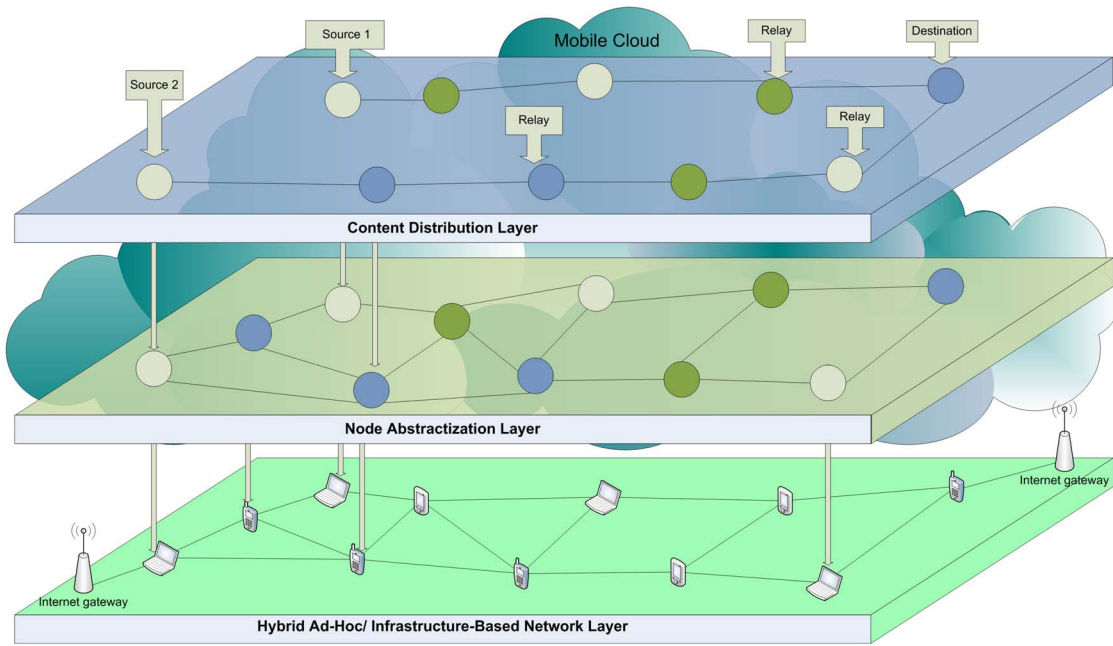 Source 1
Mobile Cloud
Relay
Destination
Source 2
Relay
Relay
Content Distribution Layer
Node Abstractization Layer
Internet gateway
Internet gateway
Hybrid Ad-Hoc/ Infrastructure-Based Network Layer